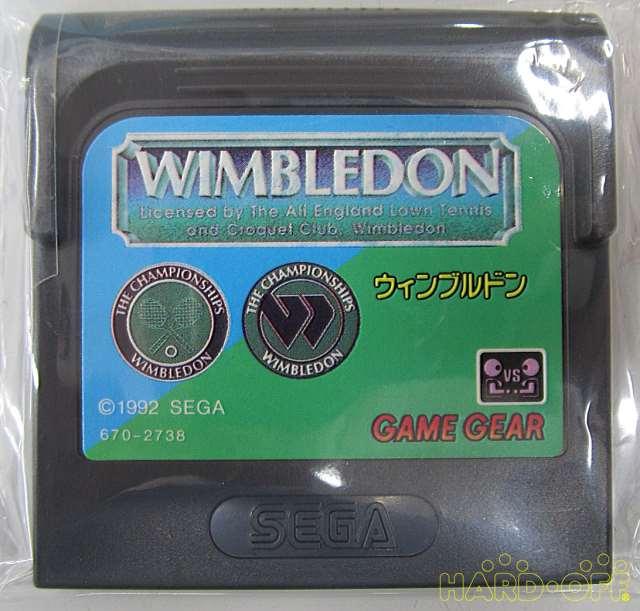 WIMBLEDON
Licensed by The All England Lawn Tennis
and Croquet Club, Wimbledon
THE CHAMPIONSHIPS
WIMBLEDON
THE CHAMPIONSHIPS
WIMBLEDON
ウィンブルドン
VS
©1992 SEGA
670-2738
GAME GEAR
SEGA
HARD·OFF